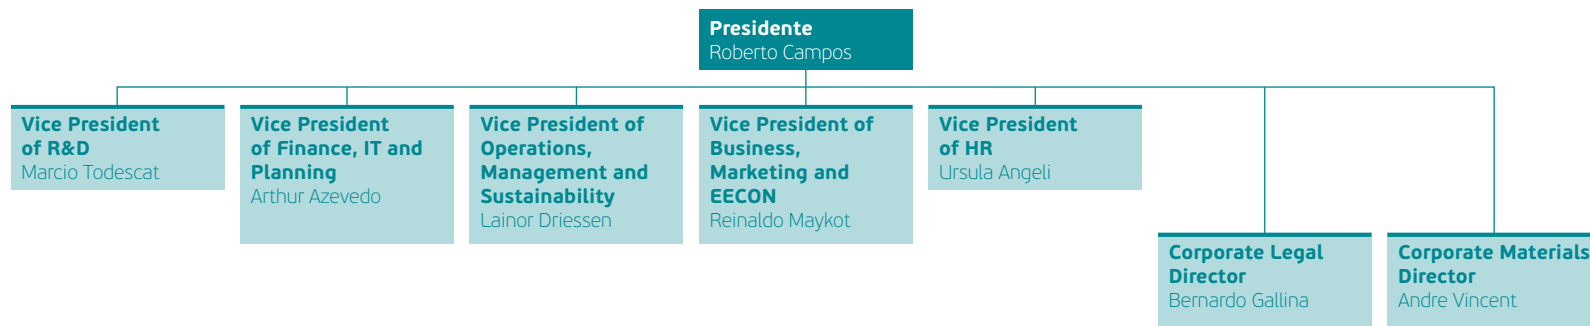 Presidente
Roberto Campos
Vice President
of R&D
Marcio Todescat
Vice President
of Finance, IT and
Planning
Arthur Azevedo
Vice President of
Operations,
Management and
Sustainability
Lainor Driessen
Vice President of
Business,
Marketing and
EECON
Reinaldo Maykot
Vice President
of HR
Ursula Angeli
Corporate Legal
Director
Bernardo Gallina
Corporate Materials
Director
Andre Vincent